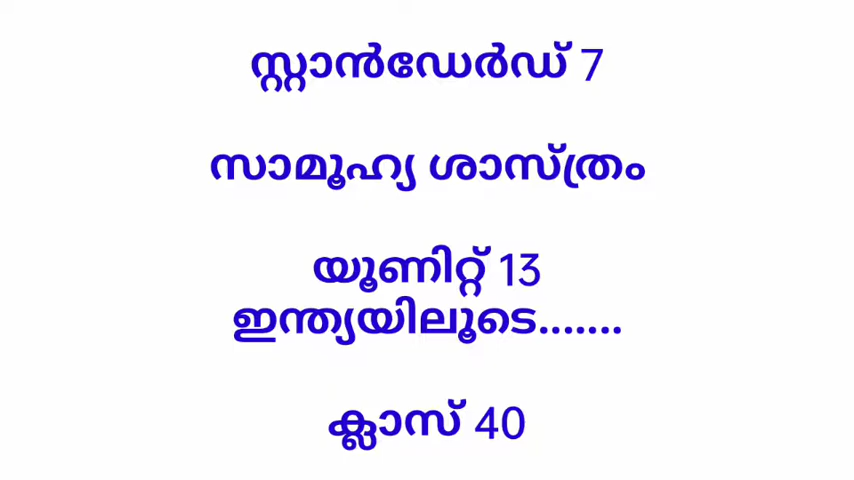 സ്റ്റാൻഡേർഡ് 7
സാമൂഹ്യ ശാസ്ത്രം
യൂണിറ്റ് 13
ഇന്ത്യയിലൂടെ.......
ക്ലാസ് 40